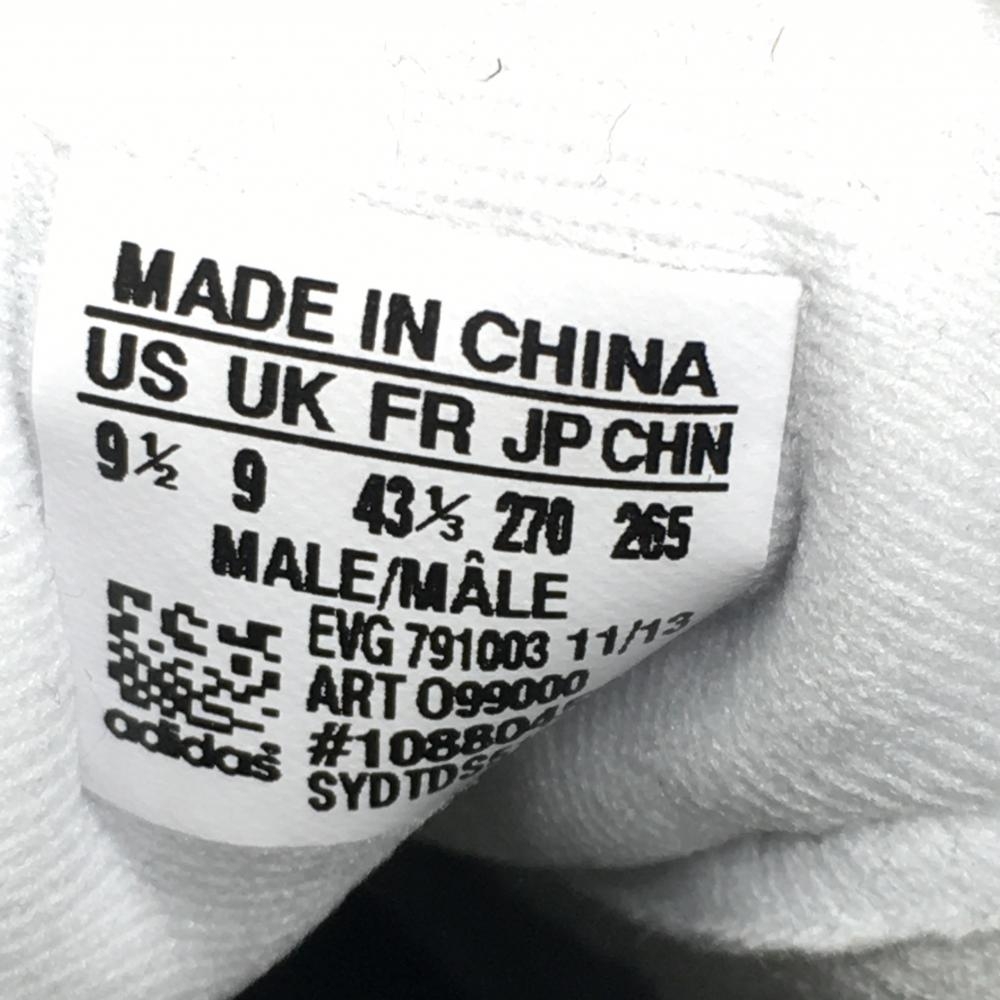 MADE IN CHINA
US UK FR JP CHN
9½ 9 43⅓ 270 265
MALE/MÂLE
EVG 791003 11/13
ART O99000
adidas